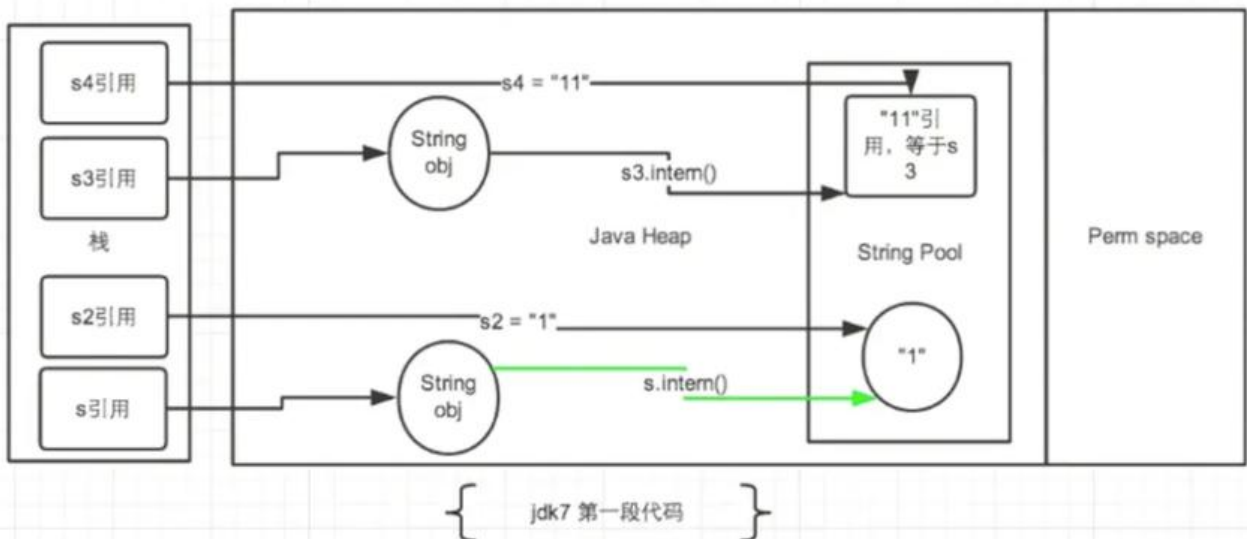 s4引用
s4 = "11"
"11"引
用，等于s
3
String
obj
s3引用
s3.intern()
栈
Java Heap
String Pool
Perm space
s2引用
s2 = "1"
"1"
String
obj
s.intern()
s引用
jdk7 第一段代码